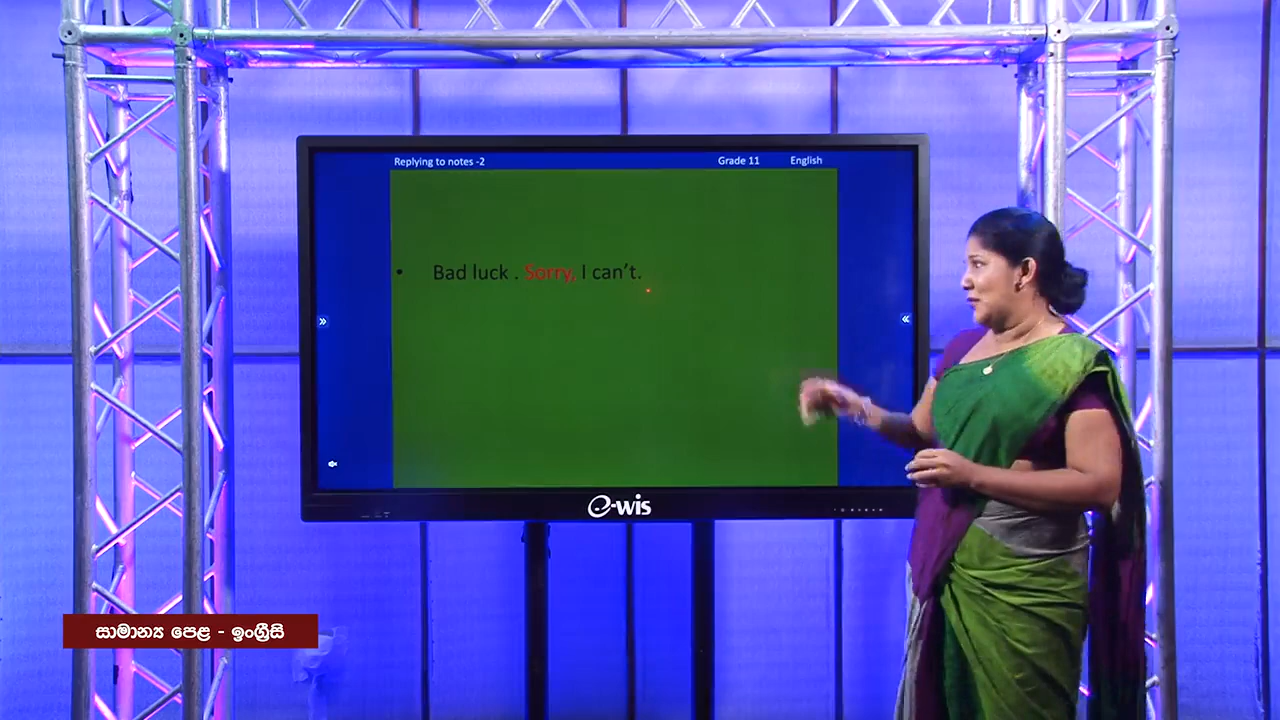 Replying to notes -2 Grade 11 English
• Bad luck . Sorry, I can't.
e-wis
සාමාන්‍ය පෙළ - ඉංග්‍රීසි